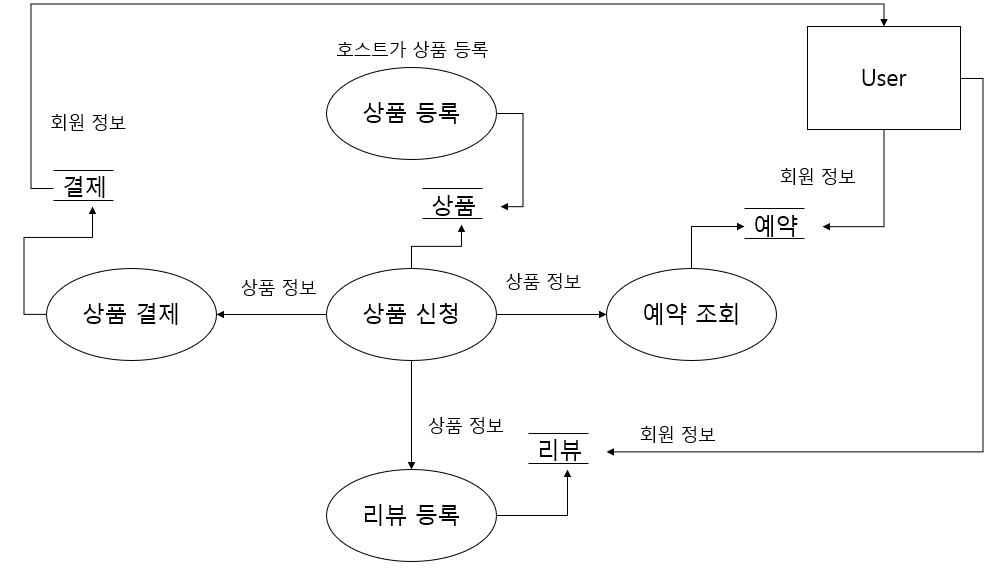 호스트가 상품 등록
User
상품 등록
회원 정보
회원 정보
결제
상품
예약
상품 정보
상품 정보
상품 결제
상품 신청
예약 조회
상품 정보
회원 정보
리뷰
리뷰 등록